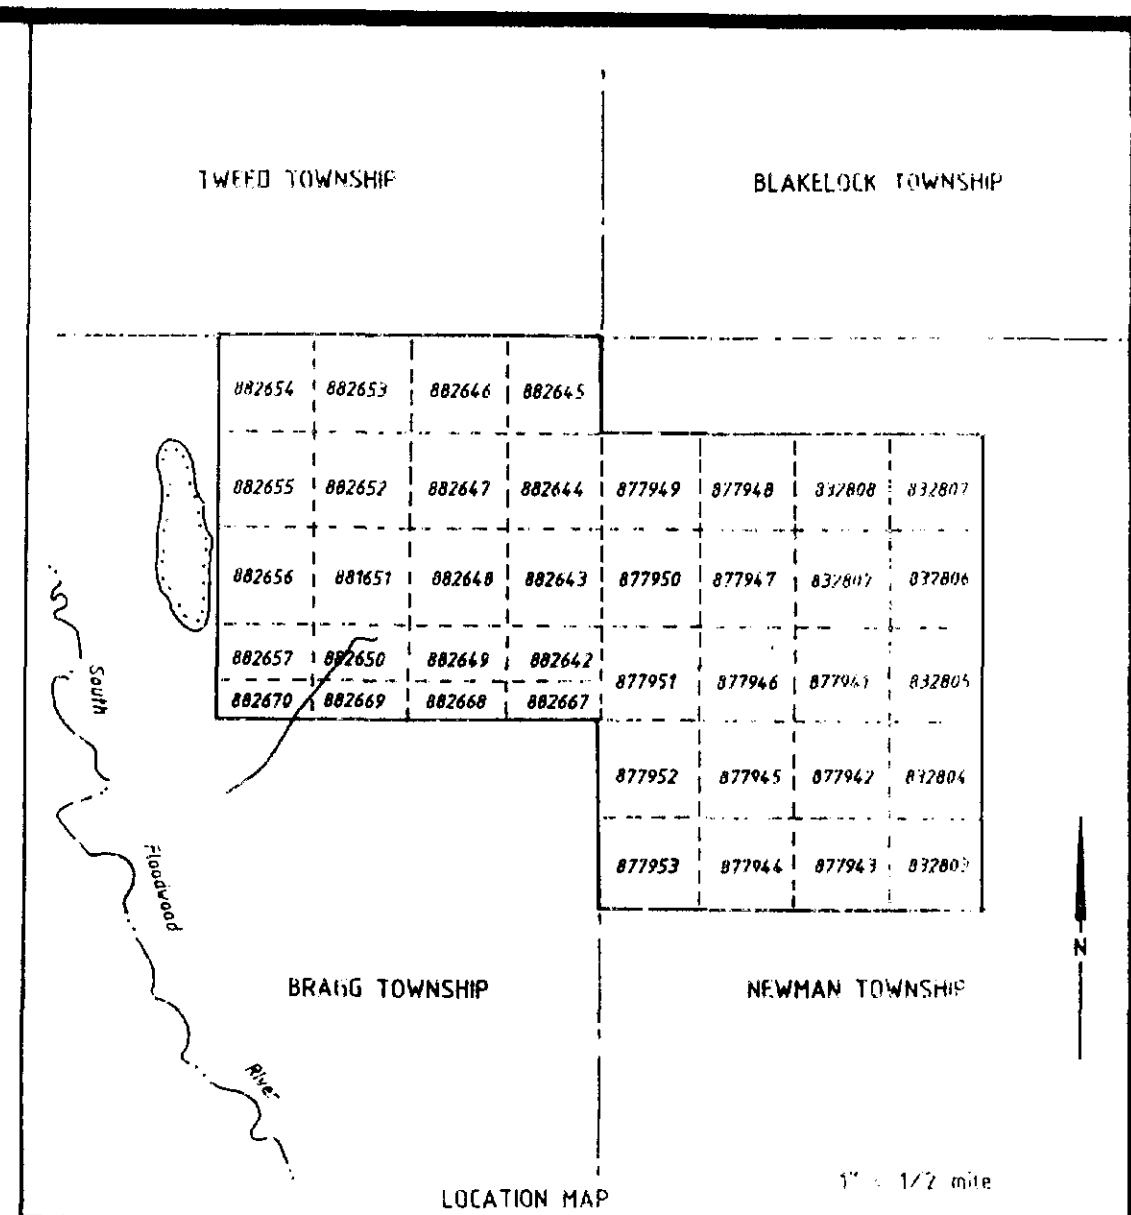 TWEED TOWNSHIP
BLAKELOCK TOWNSHIP
882654 882653 882646 882645
882655 882652 882647 882644 877949 877948 832808 832807
882656 881651 882648 882643 877950 877947 832806
882657 882650 882649 882642
877951 877946 832805
882670 882669 882668 882667
877952 877945 877942 832804
877953 877944 877943
South
Floodwood
River
BRAGG TOWNSHIP
NEWMAN TOWNSHIP
N
1/2 mile
LOCATION MAP